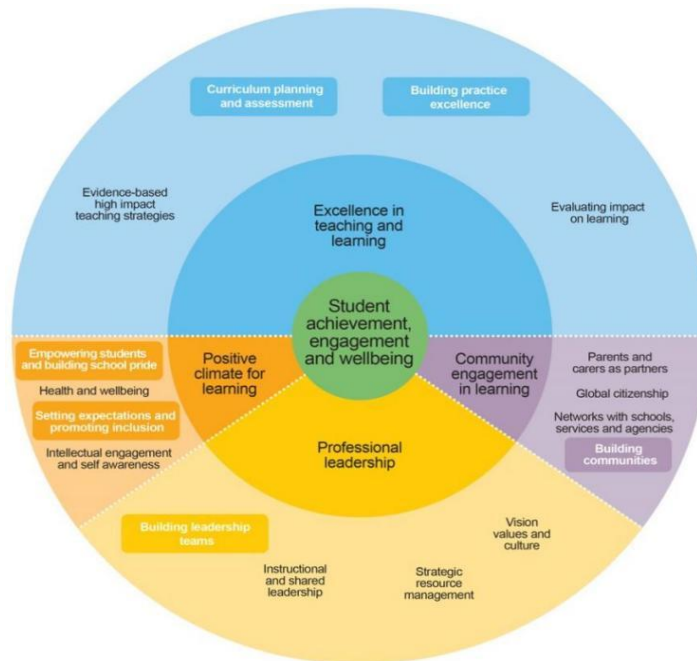 Curriculum planning
and assessment
Building practice
excellence
Evidence-based
high impact
teaching strategies
Excellence in
teaching and
learning
Evaluating impact
on learning
Student
achievement,
engagement
and wellbeing
Empowering students
and building school pride
Health and wellbeing
Setting expectations and
promoting inclusion
Intellectual engagement
and self awareness
Positive
climate for
learning
Community
engagement
in learning
Parents and
carers as partners
Global citizenship
Networks with schools,
services and agencies
Building
communities
Professional
leadership
Building leadership
teams
Instructional
and shared
leadership
Strategic
resource
management
Vision
values and
culture